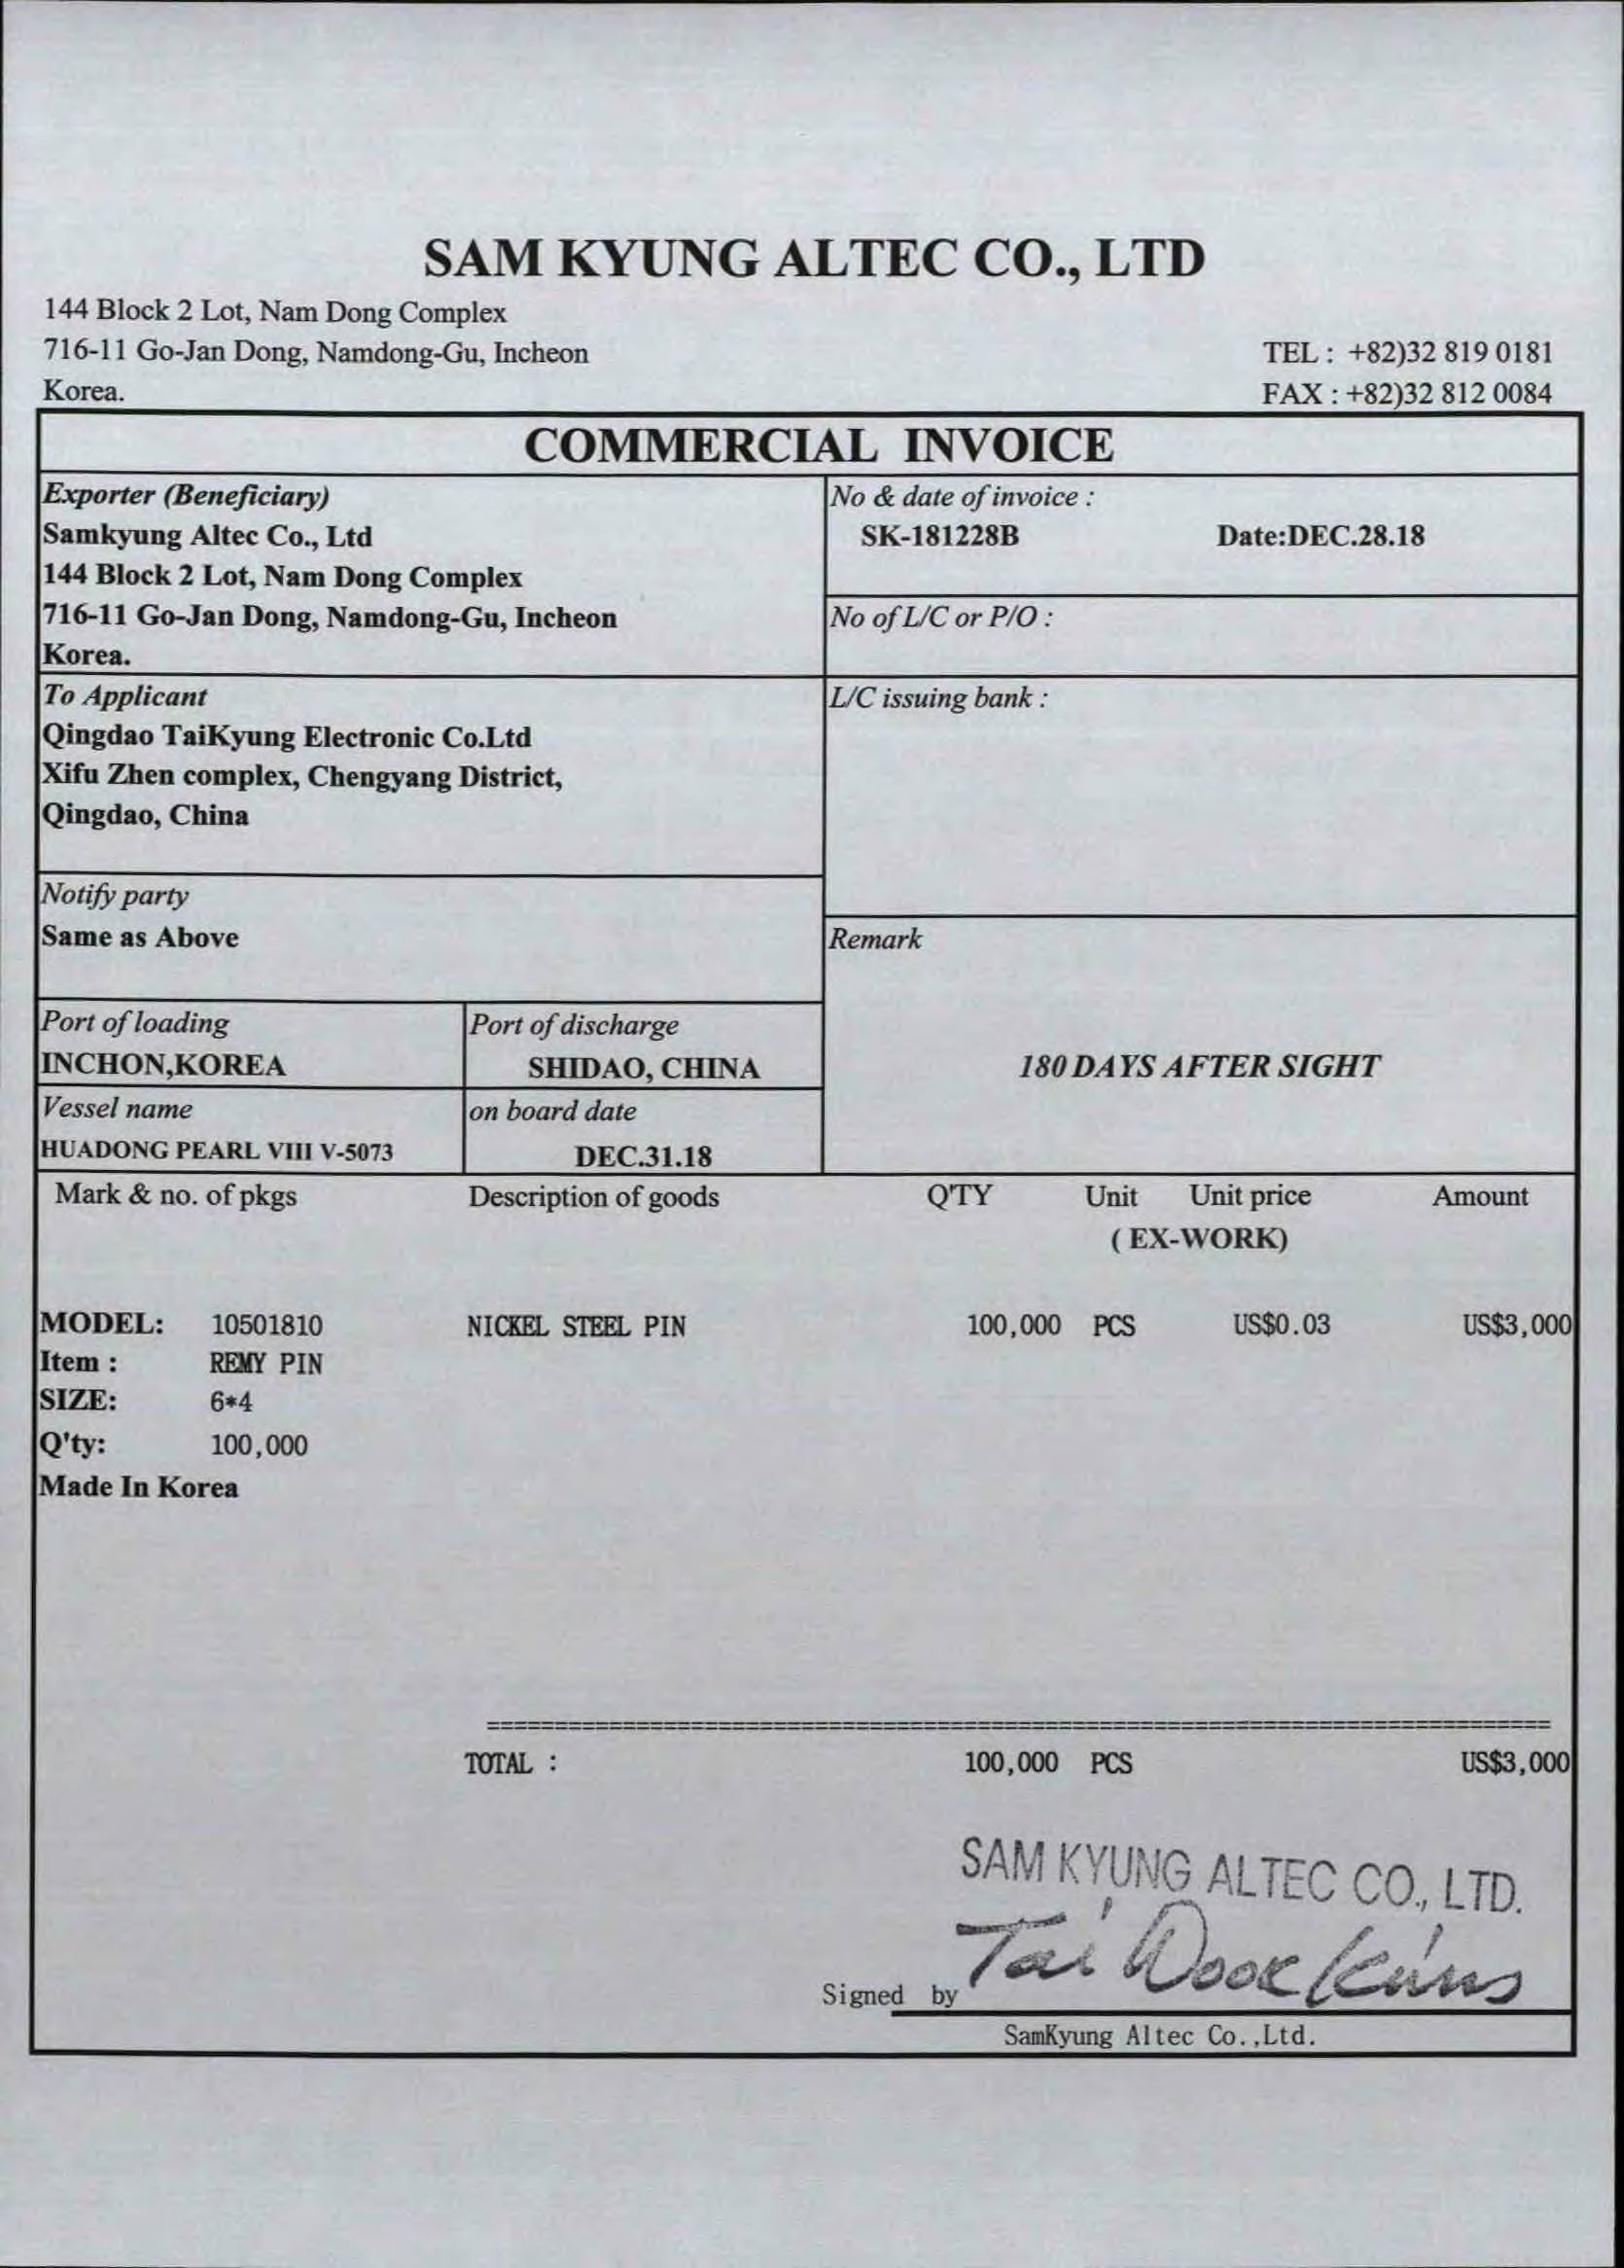 SAM KYUNG ALTEC CO., LTD
144 Block 2 Lot, Nam Dong Complex
716-11 Go-Jan Dong, Namdong-Gu, Incheon
Korea.
TEL : +82)32 819 0181
FAX : +82)32 812 0084
COMMERCIAL INVOICE
Exporter (Beneficiary)
Samkyung Altec Co., Ltd
144 Block 2 Lot, Nam Dong Complex
716-11 Go-Jan Dong, Namdong-Gu, Incheon
Korea.
No & date of invoice :
SK-181228B Date:DEC.28.18
No of L/C or P/O :
To Applicant
Qingdao TaiKyung Electronic Co.Ltd
Xifu Zhen complex, Chengyang District,
Qingdao, China
L/C issuing bank :
Notify party
Same as Above
Remark
180 DAYS AFTER SIGHT
Port of loading
INCHON,KOREA
Port of discharge
SHIDAO, CHINA
Vessel name
HUADONG PEARL VIII V-5073
on board date
DEC.31.18
Mark & no. of pkgs Description of goods Q'TY Unit Unit price Amount
( EX-WORK)
MODEL: 10501810 NICKEL STEEL PIN 100,000 PCS US$0.03 US$3,000
Item : REMY PIN
SIZE: 6*4
Q'ty: 100,000
Made In Korea
TOTAL : 100,000 PCS US$3,000
SAM KYUNG ALTEC CO., LTD.
Tai Wook Kim
Signed by
SamKyung Altec Co.,Ltd.